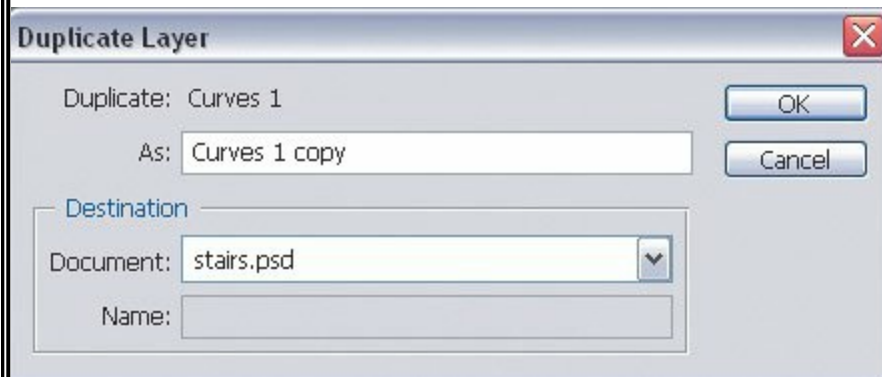 Duplicate Layer
Duplicate: Curves 1
OK
As: Curves 1 copy
Cancel
Destination
Document: stairs.psd
Name: